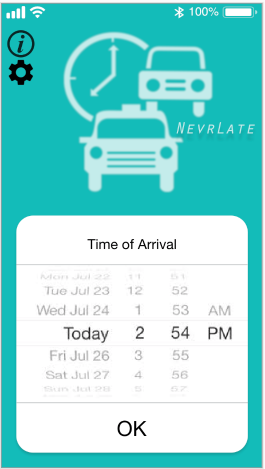 100%
i
NEVRLATE
Time of Arrival
Mon Jul 22 11 51
Tue Jul 23 12 52
Wed Jul 24 1 53 AM
Today 2 54 PM
Fri Jul 26 3 55
Sat Jul 27 4 56
Sun Jul 28 5 57
OK